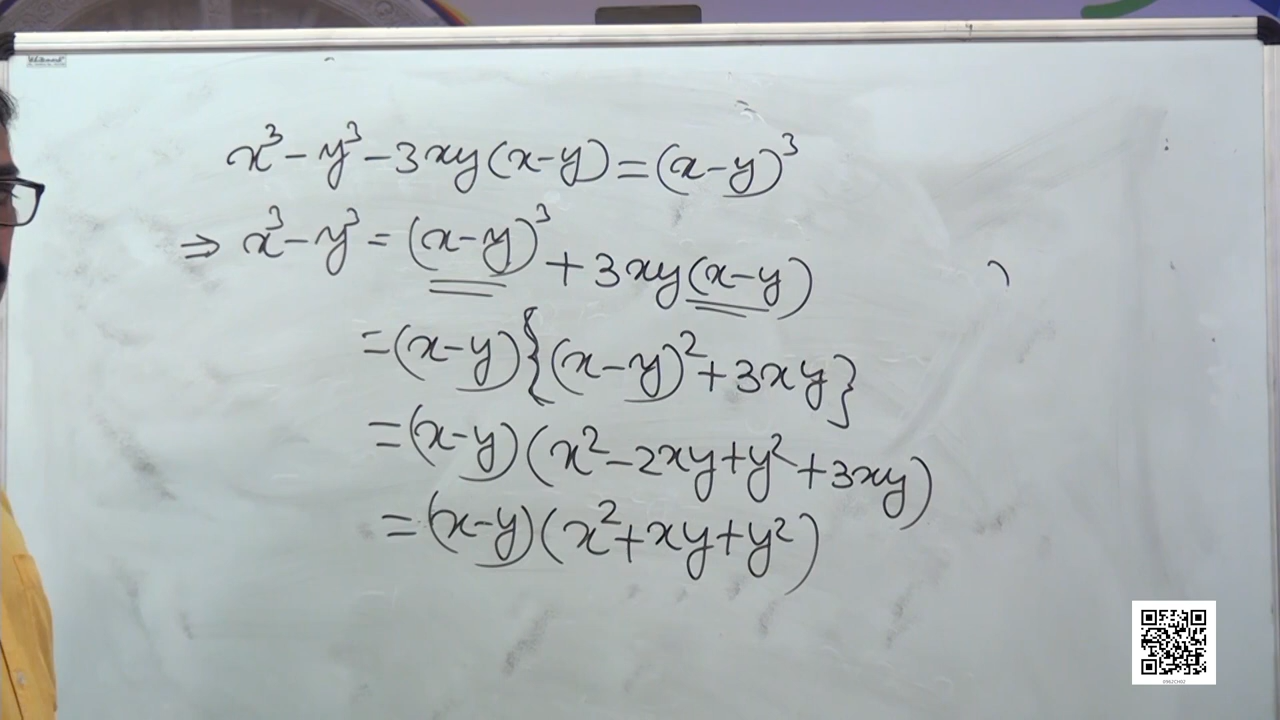 x³ - y³ - 3xy(x-y) = (x-y)³
⇒ x³ - y³ = (x-y)³ + 3xy(x-y)
= (x-y){(x-y)² + 3xy}
= (x-y)(x² - 2xy + y² + 3xy)
= (x-y)(x² + xy + y²)